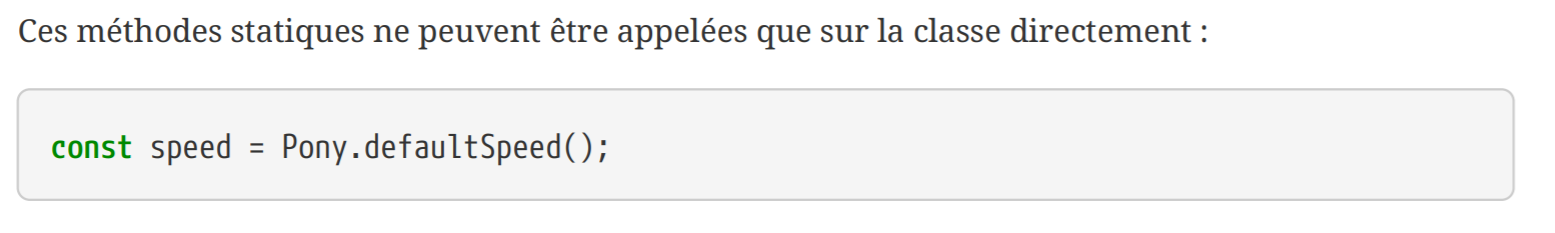 Ces méthodes statiques ne peuvent être appelées que sur la classe directement :
const speed = Pony.defaultSpeed();